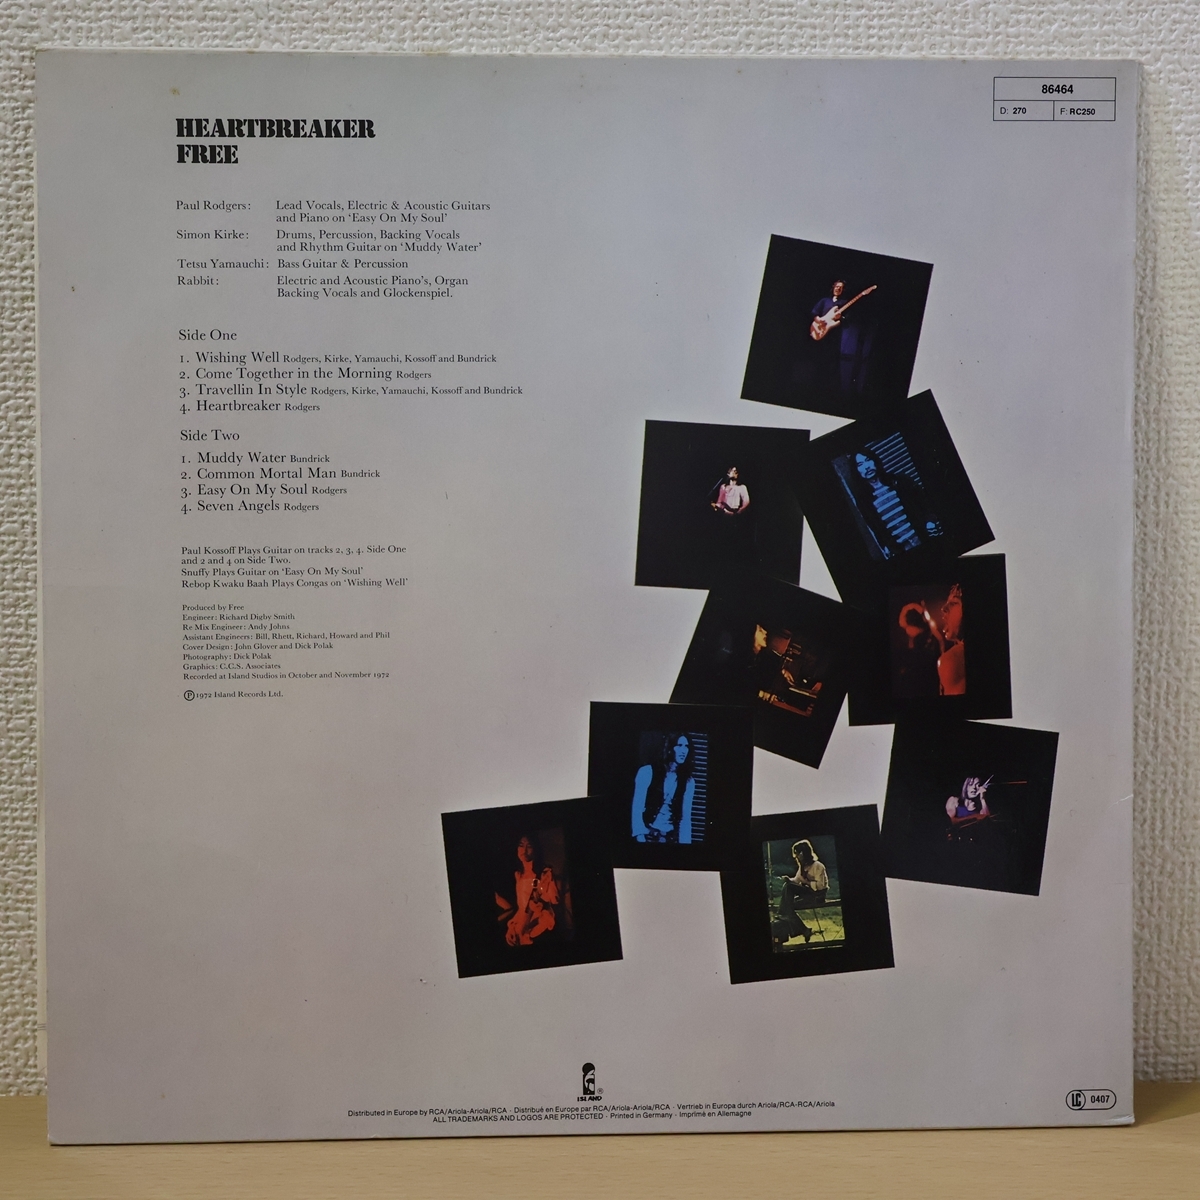 86464
D: 270 F: RC250
HEARTBREAKER
FREE
Paul Rodgers: Lead Vocals, Electric & Acoustic Guitars
and Piano on 'Easy On My Soul'
Simon Kirke: Drums, Percussion, Backing Vocals
and Rhythm Guitar on 'Muddy Water'
Tetsu Yamauchi: Bass Guitar & Percussion
Rabbit: Electric and Acoustic Piano's, Organ
Backing Vocals and Glockenspiel.
Side One
1. Wishing Well Rodgers, Kirke, Yamauchi, Kossoff and Bundrick
2. Come Together in the Morning Rodgers
3. Travellin In Style Rodgers, Kirke, Yamauchi, Kossoff and Bundrick
4. Heartbreaker Rodgers
Side Two
1. Muddy Water Bundrick
2. Common Mortal Man Bundrick
3. Easy On My Soul Rodgers
4. Seven Angels Rodgers
Paul Kossoff Plays Guitar on tracks 2, 3, 4. Side One
and 2 and 4 on Side Two.
Snuffy Plays Guitar on 'Easy On My Soul'
Rebop Kwaku Baah Plays Congas on 'Wishing Well'
Produced by Free
Engineer: Richard Digby Smith
Re Mix Engineer: Andy Johns
Assistant Engineers: Bill, Rhett, Richard, Howard and Phil
Cover Design: John Glover and Dick Polak
Photography: Dick Polak
Graphics: C.C.S. Associates
Recorded at Island Studios in October and November 1972
Ⓟ 1972 Island Records Ltd.
ISLAND ®
Distributed in Europe by RCA/Ariola-Ariola/RCA · Distribué en Europe par RCA/Ariola-Ariola/RCA · Vertrieb in Europa durch Ariola/RCA-RCA/Ariola
ALL TRADEMARKS AND LOGOS ARE PROTECTED · Printed in Germany · Imprimé en Allemagne
LC 0407